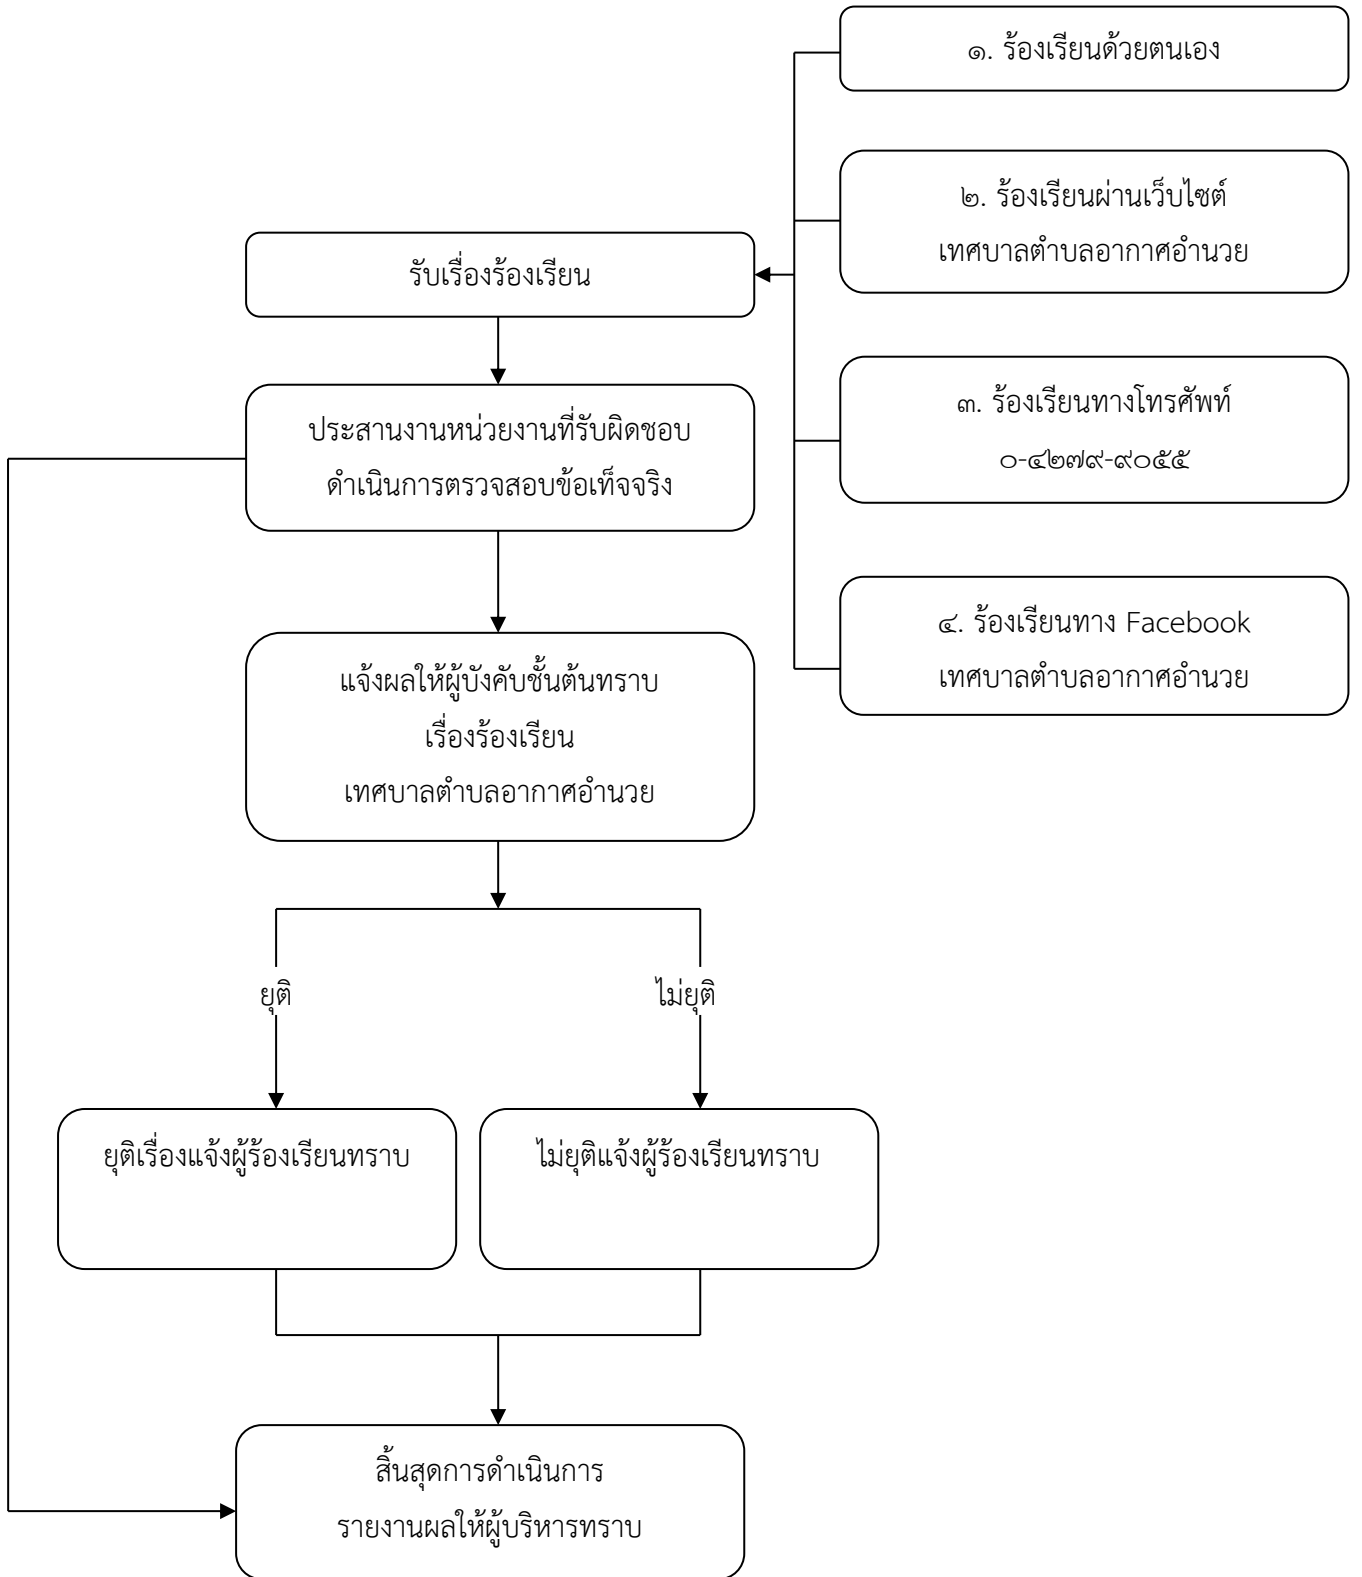 ๑. ร้องเรียนด้วยตนเอง
๒. ร้องเรียนผ่านเว็บไซต์
เทศบาลตำบลอากาศอำนวย
รับเรื่องร้องเรียน
๓. ร้องเรียนทางโทรศัพท์
๐-๔๒๗๙-๙๐๕๕
ประสานงานหน่วยงานที่รับผิดชอบ
ดำเนินการตรวจสอบข้อเท็จจริง
๔. ร้องเรียนทาง Facebook
เทศบาลตำบลอากาศอำนวย
แจ้งผลให้ผู้บังคับชั้นต้นทราบ
เรื่องร้องเรียน
เทศบาลตำบลอากาศอำนวย
ยุติ
ไม่ยุติ
ยุติเรื่องแจ้งผู้ร้องเรียนทราบ
ไม่ยุติแจ้งผู้ร้องเรียนทราบ
สิ้นสุดการดำเนินการ
รายงานผลให้ผู้บริหารทราบ